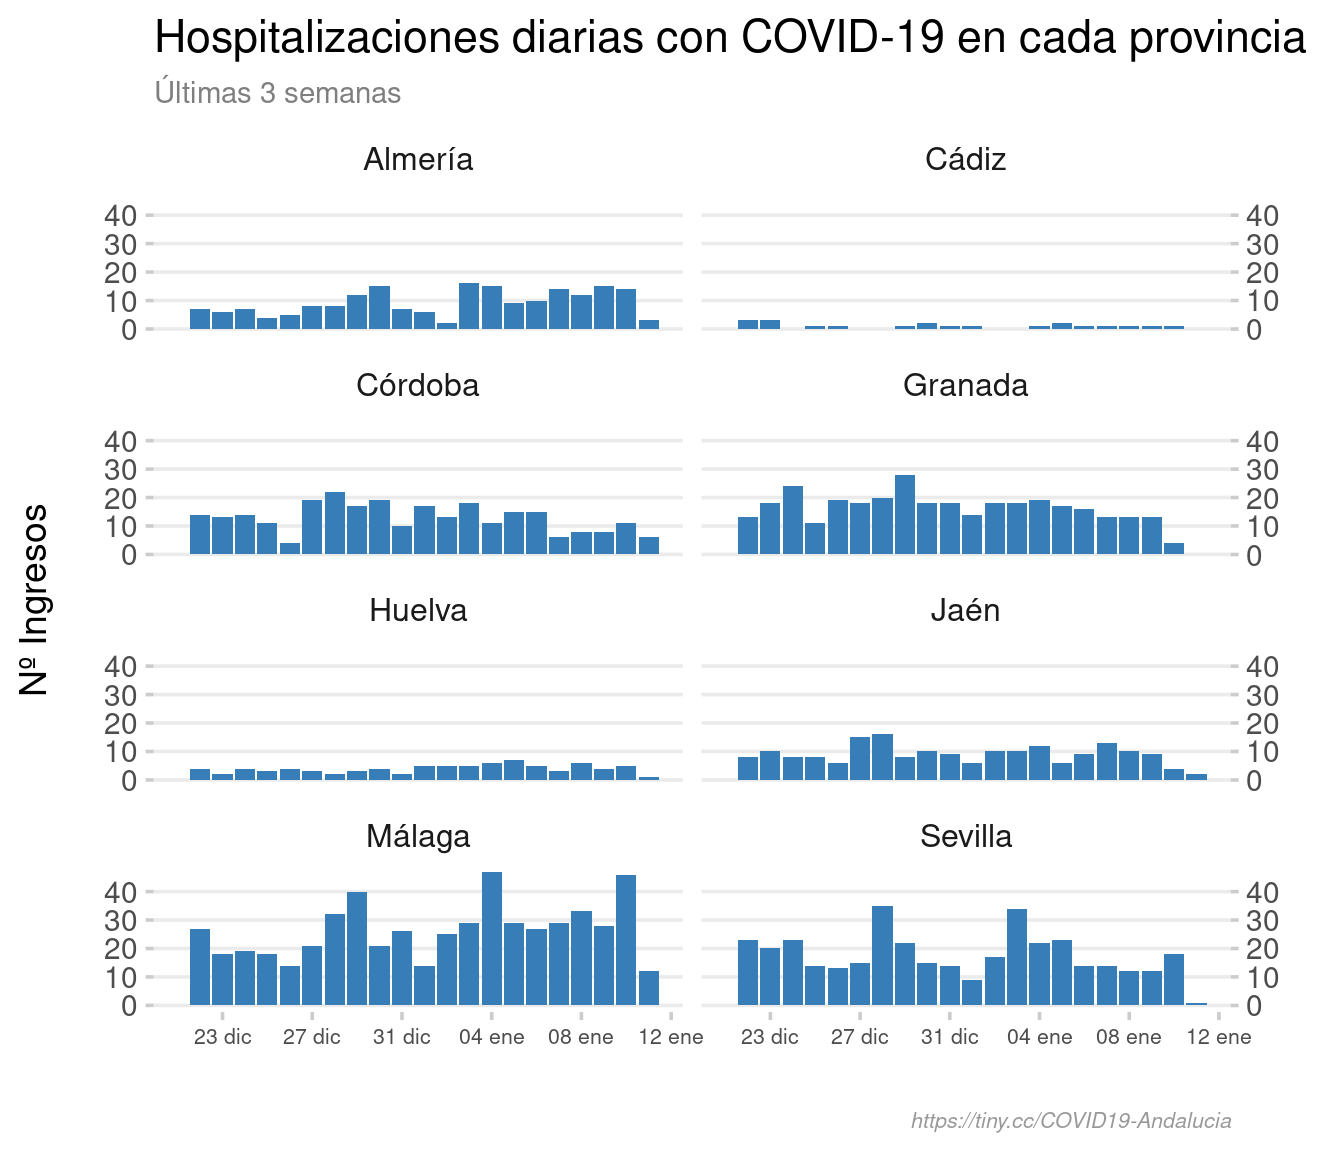 Hospitalizaciones diarias con COVID-19 en cada provincia
Últimas 3 semanas
Almería
Cádiz
40 40
30 30
20 20
10 10
0 0
Córdoba
Granada
40 40
30 30
20 20
10 10
0 0
Nº Ingresos
Huelva
Jaén
40 40
30 30
20 20
10 10
0 0
Málaga
Sevilla
40 40
30 30
20 20
10 10
0 0
23 dic 27 dic 31 dic 04 ene 08 ene 12 ene 23 dic 27 dic 31 dic 04 ene 08 ene 12 ene
https://tiny.cc/COVID19-Andalucia